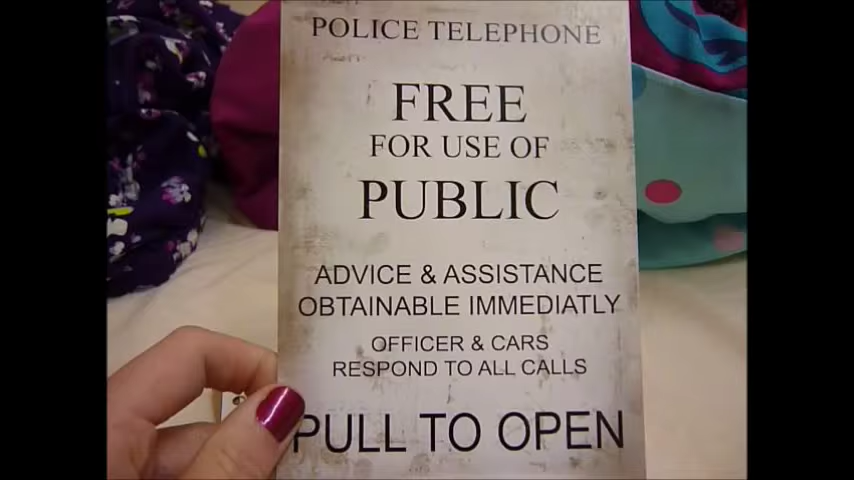 POLICE TELEPHONE
FREE
FOR USE OF
PUBLIC
ADVICE & ASSISTANCE
OBTAINABLE IMMEDIATLY
OFFICER & CARS
RESPOND TO ALL CALLS
PULL TO OPEN